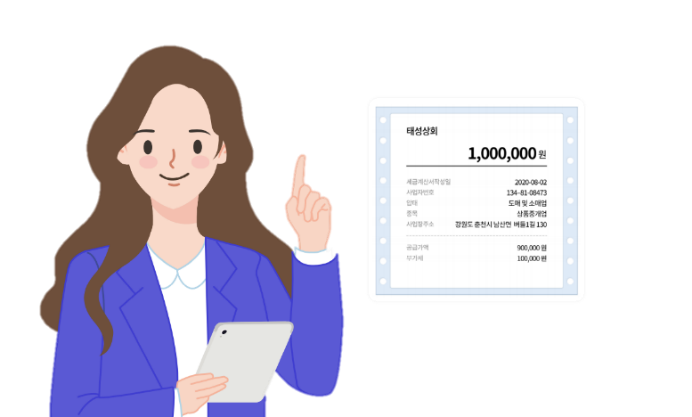 태성상회
1,000,000 원
세금계산서작성일 2020-08-02
사업자번호 134-81-08473
업태 도매 및 소매업
종목 상품중개업
사업장주소 강원도 춘천시 남산면 버들1길 130
공급가액 900,000 원
부가세 100,000 원